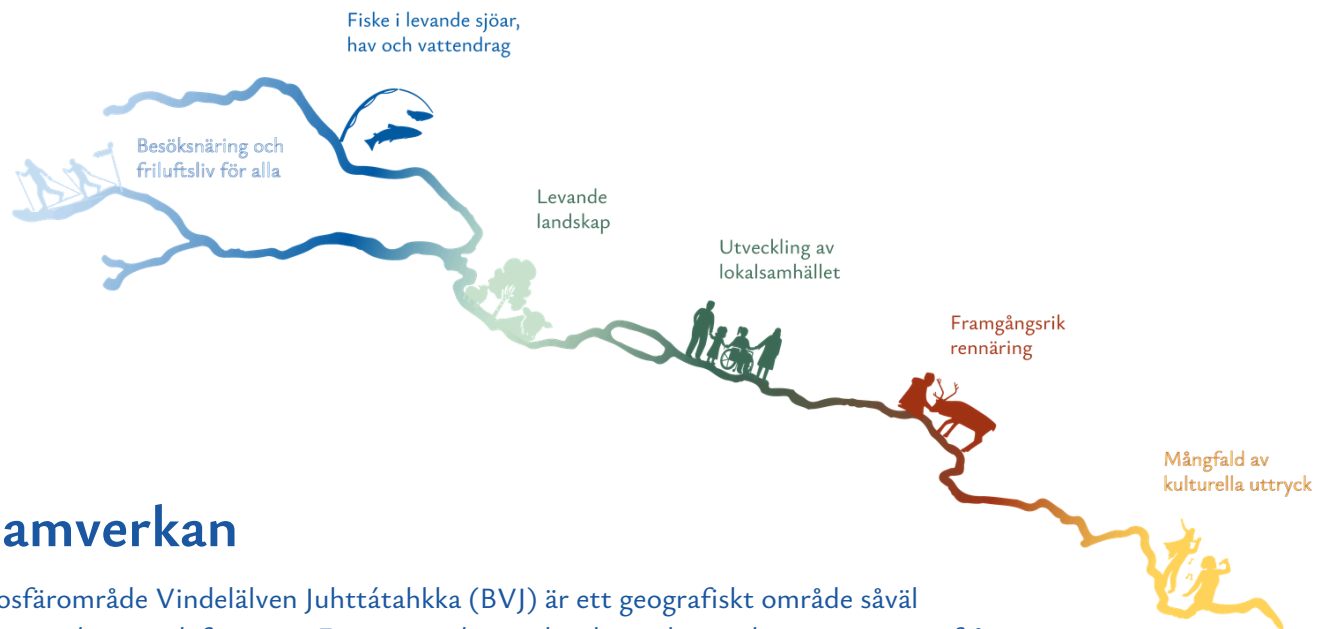 Fiske i levande sjöar,
hav och vattendrag
Besöksnäring och
friluftsliv för alla
Levande
landskap
Utveckling av
lokalsamhället
Framgångsrik
rennäring
Mångfald av
kulturella uttryck
amverkan
osfärområde Vindelälven Juhttátahkka (BVJ) är ett geografiskt område såväl